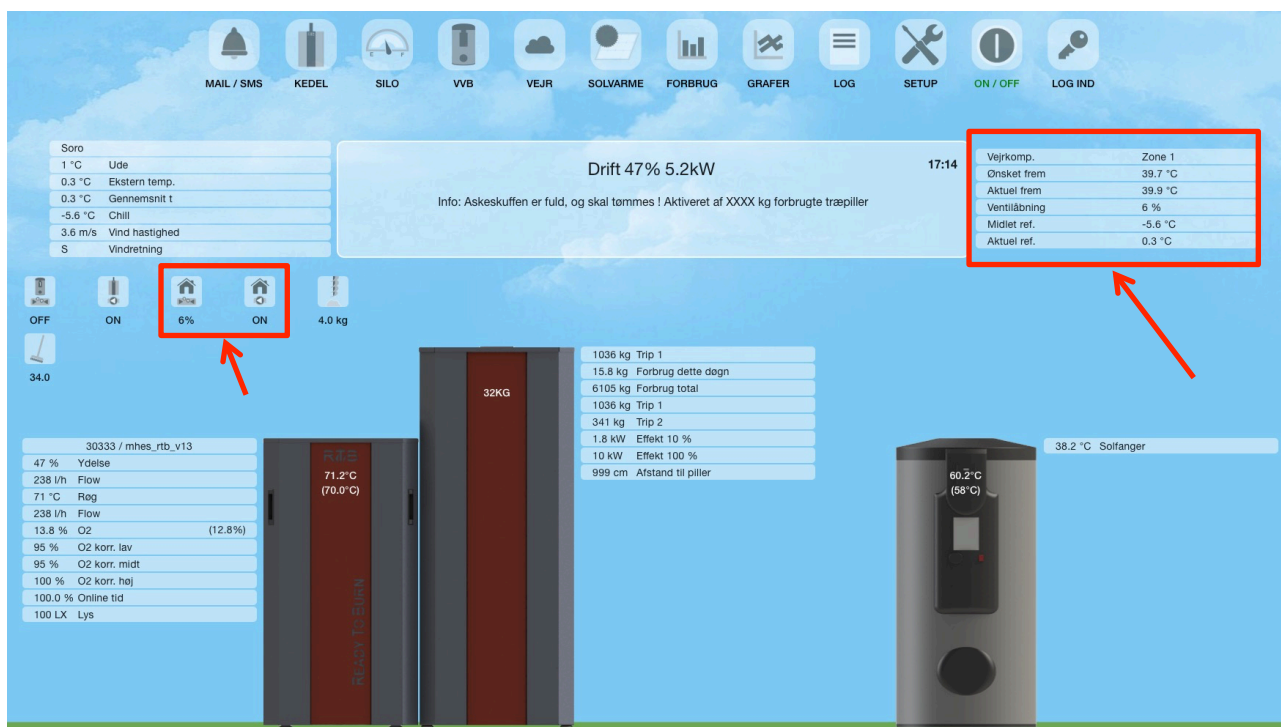 MAIL / SMS KEDEL SILO VVB VEJR SOLVARME FORBRUG GRAFER LOG SETUP ON / OFF LOG IND
Soro
1 °C Ude
0.3 °C Ekstern temp.
0.3 °C Gennemsnit t
-5.6 °C Chill
3.6 m/s Vind hastighed
S Vindretning
Drift 47% 5.2kW
17:14
Info: Askeskuffen er fuld, og skal tømmes ! Aktiveret af XXXX kg forbrugte træpiller
Vejrkomp. Zone 1
Ønsket frem 39.7 °C
Aktuel frem 39.9 °C
Ventilåbning 6 %
Midlet ref. -5.6 °C
Aktuel ref. 0.3 °C
OFF ON 6% ON 4.0 kg
34.0
30333 / mhes_rtb_v13
47 % Ydelse
238 l/h Flow
71 °C Røg
238 l/h Flow
13.8 % O2 (12.8%)
95 % O2 korr. lav
95 % O2 korr. midt
100 % O2 korr. høj
100.0 % Online tid
100 LX Lys
RTB
71.2°C
(70.0°C)
READY TO BURN
32KG
1036 kg Trip 1
15.8 kg Forbrug dette døgn
6105 kg Forbrug total
1036 kg Trip 1
341 kg Trip 2
1.8 kW Effekt 10 %
10 kW Effekt 100 %
999 cm Afstand til piller
60.2°C
(58°C)
38.2 °C Solfanger